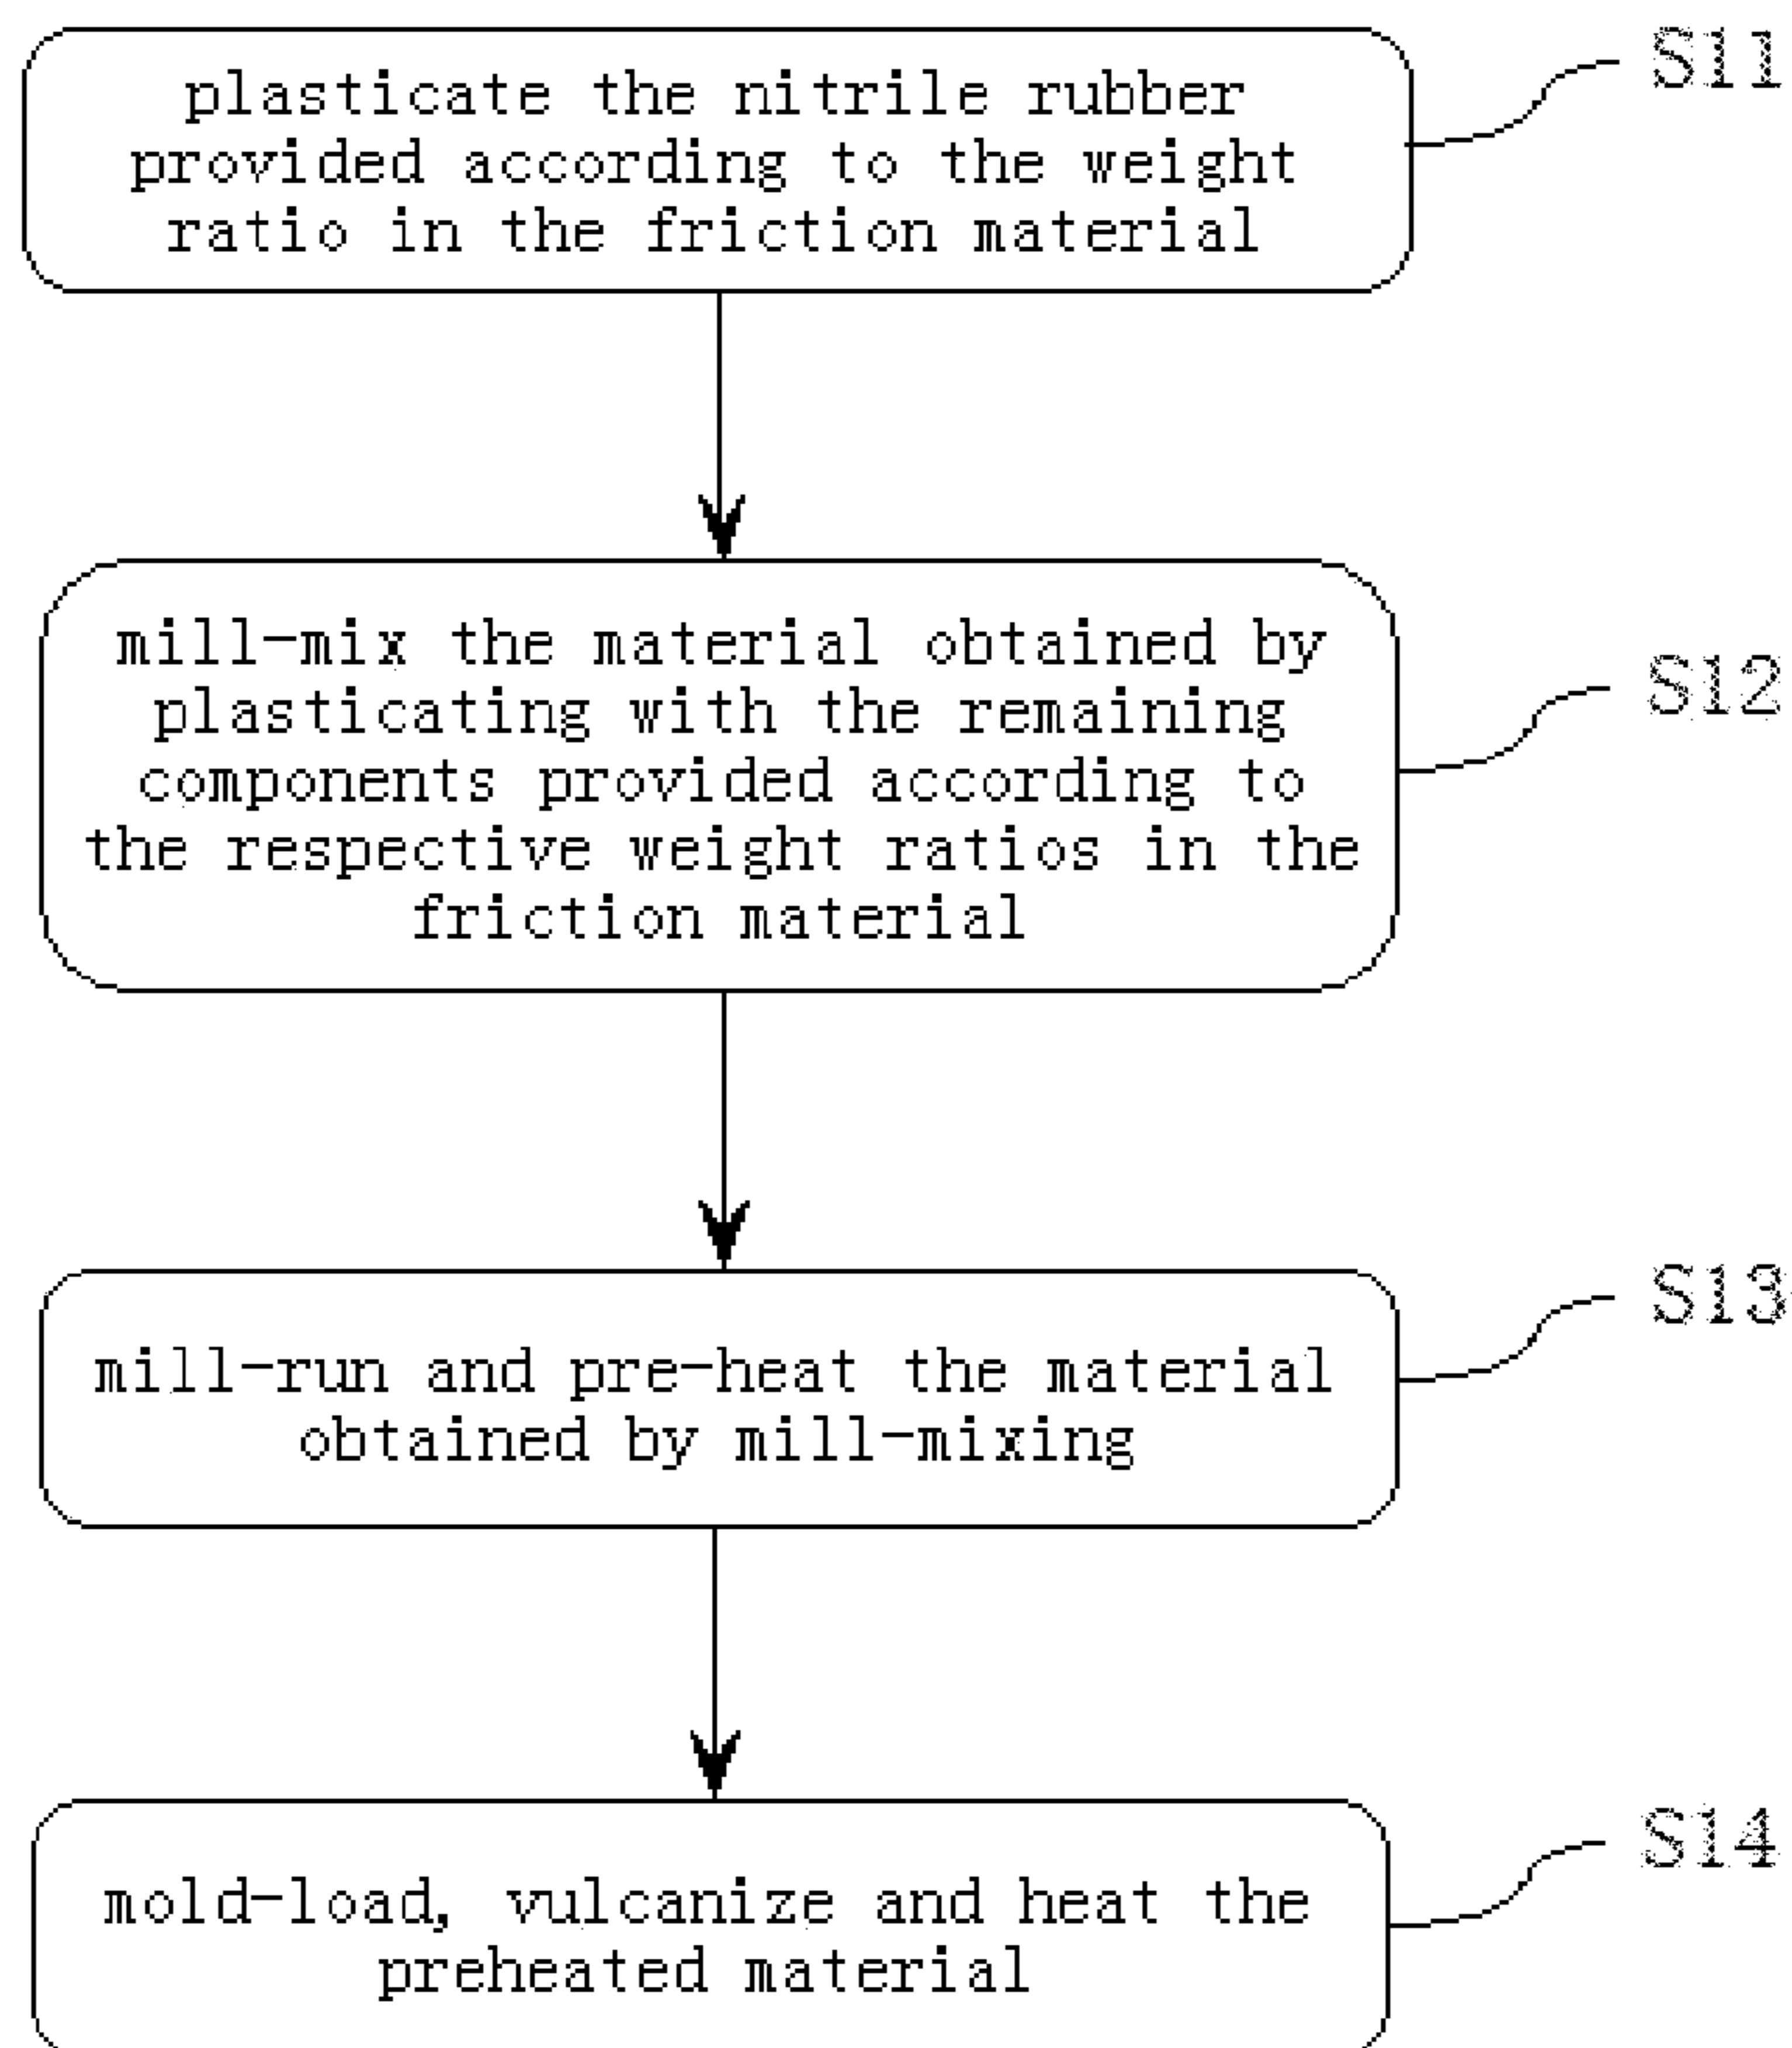 plasticate the nitrile rubber
provided according to the weight
ratio in the friction material
S11
mill-mix the material obtained by
plasticating with the remaining
components provided according to
the respective weight ratios in the
friction material
S12
mill-run and pre-heat the material
obtained by mill-mixing
S13
mold-load, vulcanize and heat the
preheated material
S14